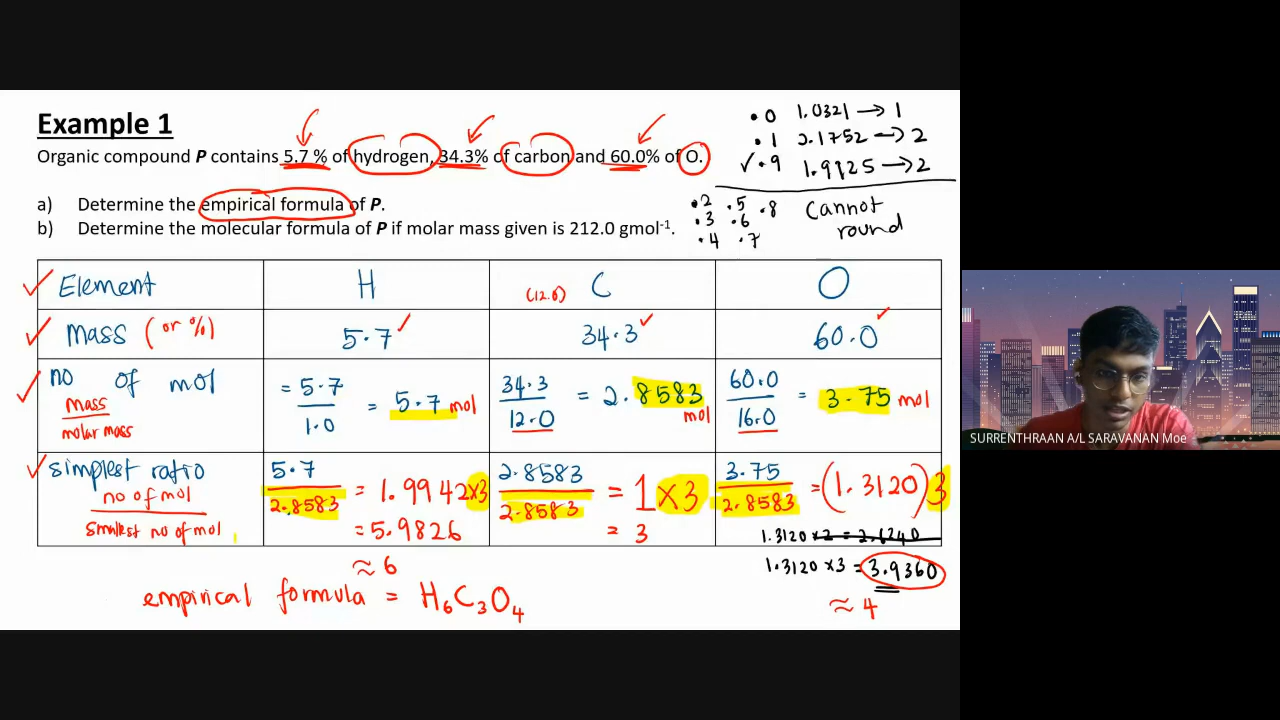 Example 1
Organic compound P contains 5.7 % of hydrogen, 34.3% of carbon and 60.0% of O.
a) Determine the empirical formula of P.
b) Determine the molecular formula of P if molar mass given is 212.0 gmol⁻¹.
.0 1.0321 → 1
.1 2.1752 → 2
✓ .9 1.9925 → 2
.2 .5 .8
.3 .6
.4 .7
Cannot round
✓ Element H (12.0) C O
✓ Mass (or %) 5.7 ✓ 34.3 ✓ 60.0 ✓
✓ no of mol
mass / molar mass
= 5.7 / 1.0 = 5.7 mol
34.3 / 12.0 = 2.8583 mol
60.0 / 16.0 = 3.75 mol
✓ simplest ratio
no of mol / smallest no of mol
5.7 / 2.8583 = 1.9942 ×3
= 5.9826
≈ 6
2.8583 / 2.8583 = 1 ×3
= 3
3.75 / 2.8583 = (1.3120) 3
1.3120 ×2 = 2.6240
1.3120 ×3 = 3.9360
≈ 4
empirical formula = H₆C₃O₄
SURRENTHRAAN A/L SARAVANAN Moe